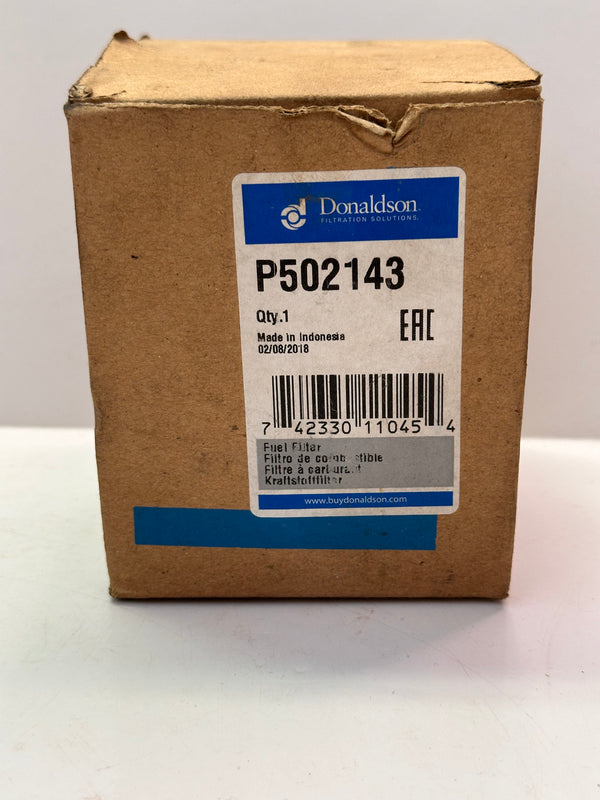 Donaldson
FILTRATION SOLUTIONS
P502143
Qty.1
EAC
Made in Indonesia
02/08/2018
7 42330 11045 4
Fuel Filter
Filtro de combustible
Filtre à carburant
Kraftstofffilter
www.buydonaldson.com